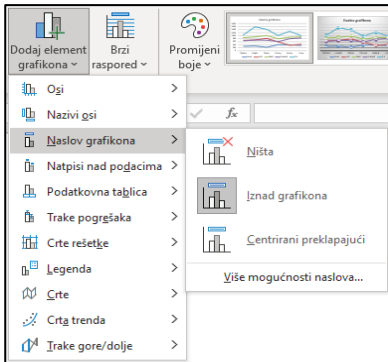 Dodaj element grafikona
Brzi raspored
Promijeni boje
Osi
Nazivi osi
Naslov grafikona
Natpisi nad podacima
Podatkovna tablica
Trake pogrešaka
Crte rešetke
Legenda
Crte
Crta trenda
Trake gore/dolje
fx
Ništa
Iznad grafikona
Centrirani preklapajući
Više mogućnosti naslova...